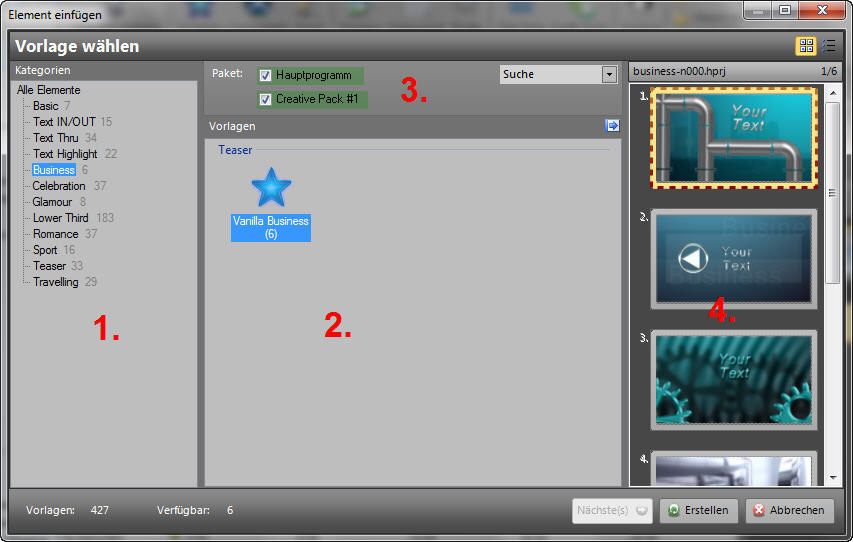 Element einfügen
Vorlage wählen
Kategorien
Alle Elemente
Basic 7
Text IN/OUT 15
Text Thru 34
Text Highlight 22
Business 6
Celebration 37
Glamour 8
Lower Third 183
Romance 37
Sport 16
Teaser 33
Travelling 29
1.
Paket: Hauptprogramm
Creative Pack #1
3.
Suche
Vorlagen
Teaser
Vanilla Business
(6)
2.
business-n000.hprj 1/6
1.
Your
Text
2.
Busine
Your
Text
Business
4.
3.
Your
Text
4.
Vorlagen: 427 Verfügbar: 6
Nächste(s) Erstellen Abbrechen